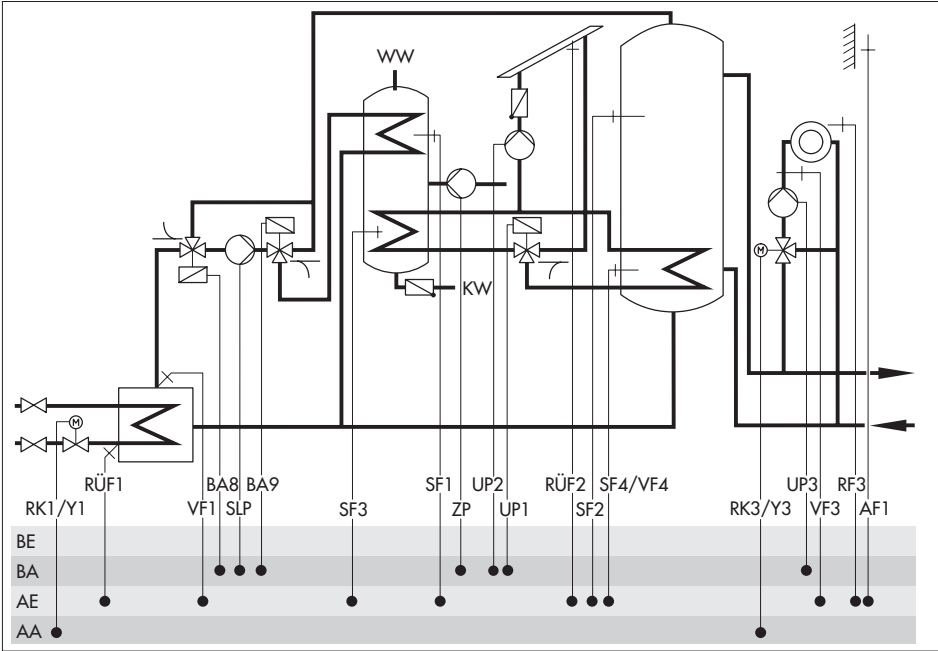 WW
KW
M
M
RÜF1 BA8 BA9 SF1 UP2 RÜF2 SF4/VF4 UP3 RF3
RK1/Y1 VF1 SLP SF3 ZP UP1 SF2 RK3/Y3 VF3 AF1
BE
BA
AE
AA